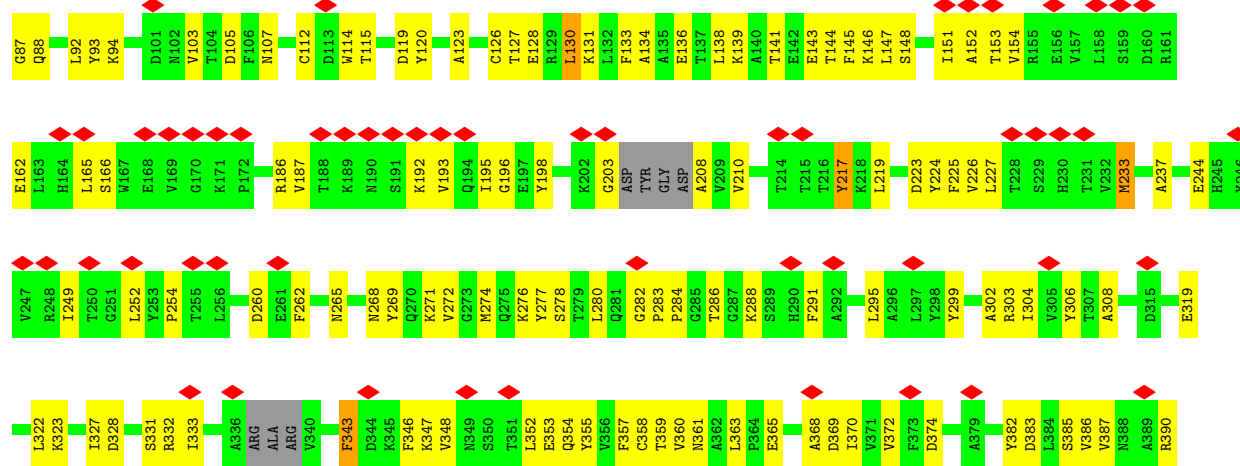 G87 Q88 L92 Y93 K94 D101 N102 V103 T104 D105 F106 N107 C112 D113 W114 T115 D119 Y120 A123 C126 T127 E128 R129 L130 K131 L132 F133 A134 A135 E136 T137 L138 K139 A140 T141 E142 E143 T144 F145 K146 L147 S148 I151 A152 T153 V154 R155 E156 V157 L158 S159 D160 R161
E162 L163 H164 L165 S166 W167 E168 V169 G170 K171 P172 R186 V187 T188 K189 N190 S191 K192 V193 Q194 I195 G196 E197 Y198 K202 G203 ASP TYR GLY ASP A208 V209 V210 T214 T215 T216 Y217 K218 L219 D223 Y224 F225 V226 L227 T228 S229 H230 T231 V232 M233 A237 E244 H245 Y246
V247 R248 I249 T250 G251 L252 Y253 P254 T255 L256 D260 E261 F262 N265 N268 Y269 Q270 K271 V272 G273 M274 Q275 K276 Y277 S278 T279 L280 Q281 G282 P283 P284 G285 T286 G287 K288 S289 H290 F291 A292 L295 A296 L297 Y298 Y299 A302 R303 I304 V305 Y306 T307 A308 D315 E319
L322 K323 I327 D328 S331 R332 I333 A336 ARG ALA ARG V340 F343 D344 K345 F346 K347 V348 N349 S350 T351 L352 E353 Q354 Y355 V356 F357 C358 T359 V360 N361 A362 L363 P364 E365 A368 D369 I370 V371 V372 F373 D374 A379 Y382 D383 L384 S385 V386 V387 N388 A389 R390